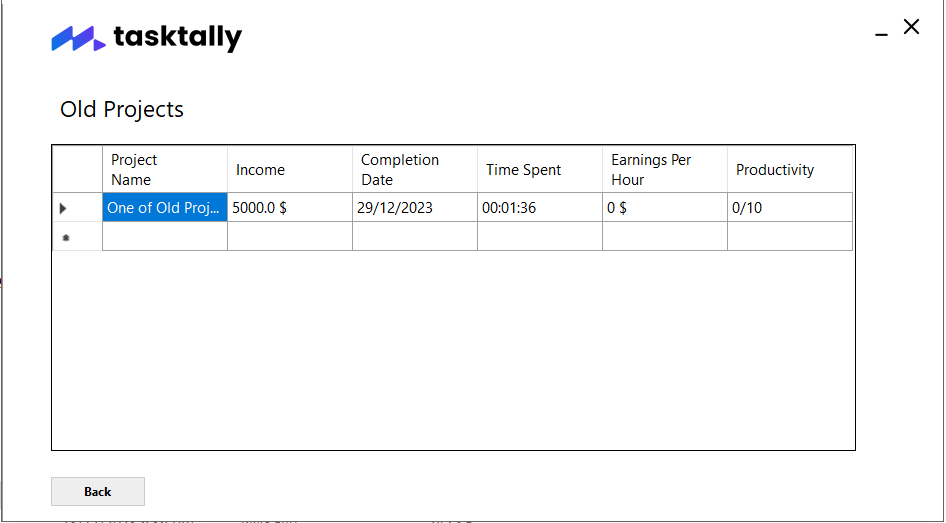 tasktally
Old Projects
Project Name
Income
Completion Date
Time Spent
Earnings Per Hour
Productivity
One of Old Proj...
5000.0 $
29/12/2023
00:01:36
0 $
0/10
Back